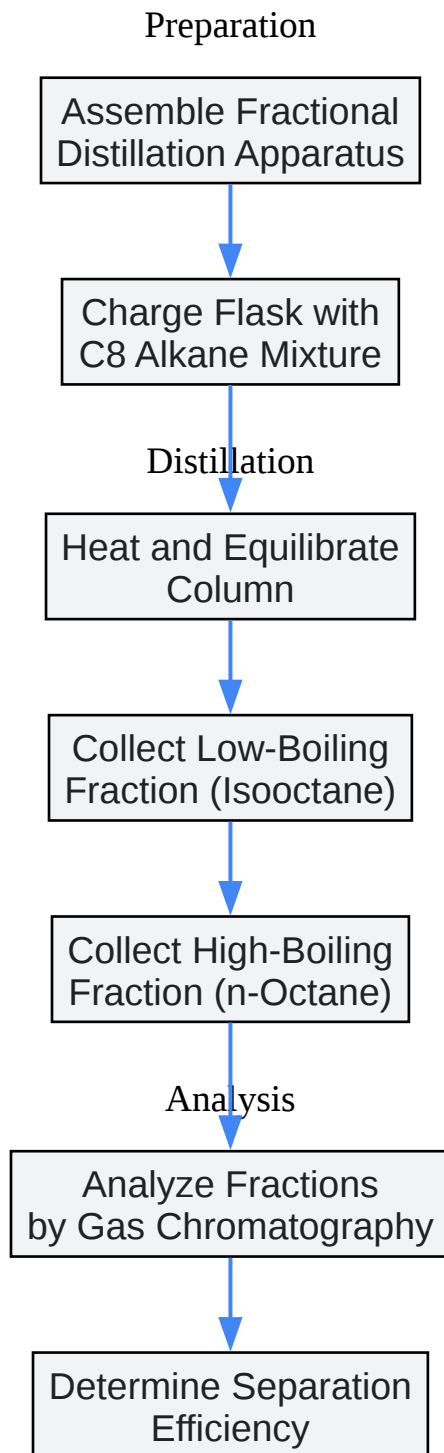 Preparation
Assemble Fractional
Distillation Apparatus
Charge Flask with
C8 Alkane Mixture
Distillation
Heat and Equilibrate
Column
Collect Low-Boiling
Fraction (Isooctane)
Collect High-Boiling
Fraction (n-Octane)
Analysis
Analyze Fractions
by Gas Chromatography
Determine Separation
Efficiency